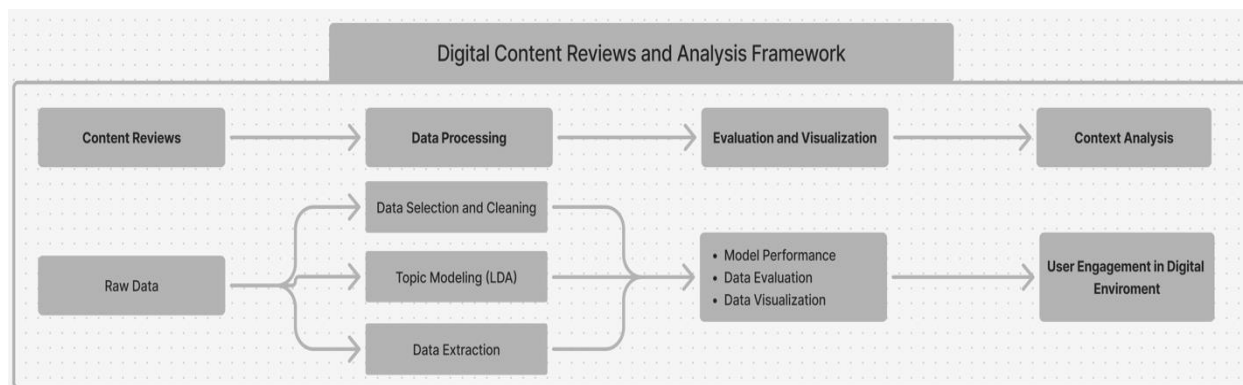 Digital Content Reviews and Analysis Framework
Content Reviews
Data Processing
Evaluation and Visualization
Context Analysis
Raw Data
Data Selection and Cleaning
Topic Modeling (LDA)
Data Extraction
• Model Performance
• Data Evaluation
• Data Visualization
User Engagement in Digital
Enviroment